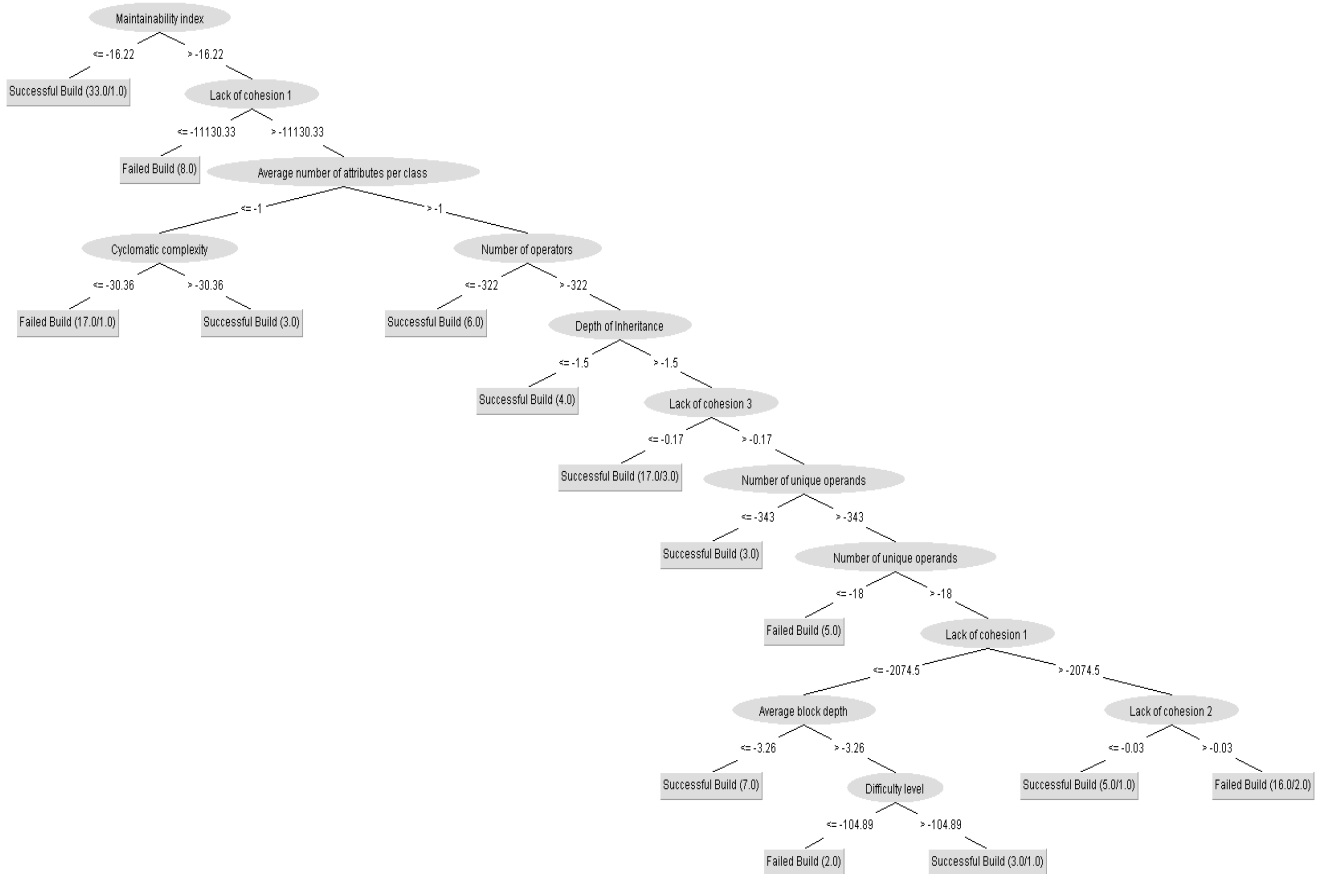 Maintainability index
<= -16.22
> -16.22
Successful Build (33.0/1.0)
Lack of cohesion 1
<= -11130.33
> -11130.33
Failed Build (8.0)
Average number of attributes per class
<= -1
> -1
Cyclomatic complexity
Number of operators
<= -30.36
> -30.36
<= -322
> -322
Failed Build (17.0/1.0)
Successful Build (3.0)
Successful Build (6.0)
Depth of Inheritance
<= -1.5
> -1.5
Successful Build (4.0)
Lack of cohesion 3
<= -0.17
> -0.17
Successful Build (17.0/3.0)
Number of unique operands
<= -343
> -343
Successful Build (3.0)
Number of unique operands
<= -18
> -18
Failed Build (5.0)
Lack of cohesion 1
<= -2074.5
> -2074.5
Average block depth
Lack of cohesion 2
<= -3.26
> -3.26
<= -0.03
> -0.03
Successful Build (7.0)
Difficulty level
Successful Build (5.0/1.0)
Failed Build (16.0/2.0)
<= -104.89
> -104.89
Failed Build (2.0)
Successful Build (3.0/1.0)